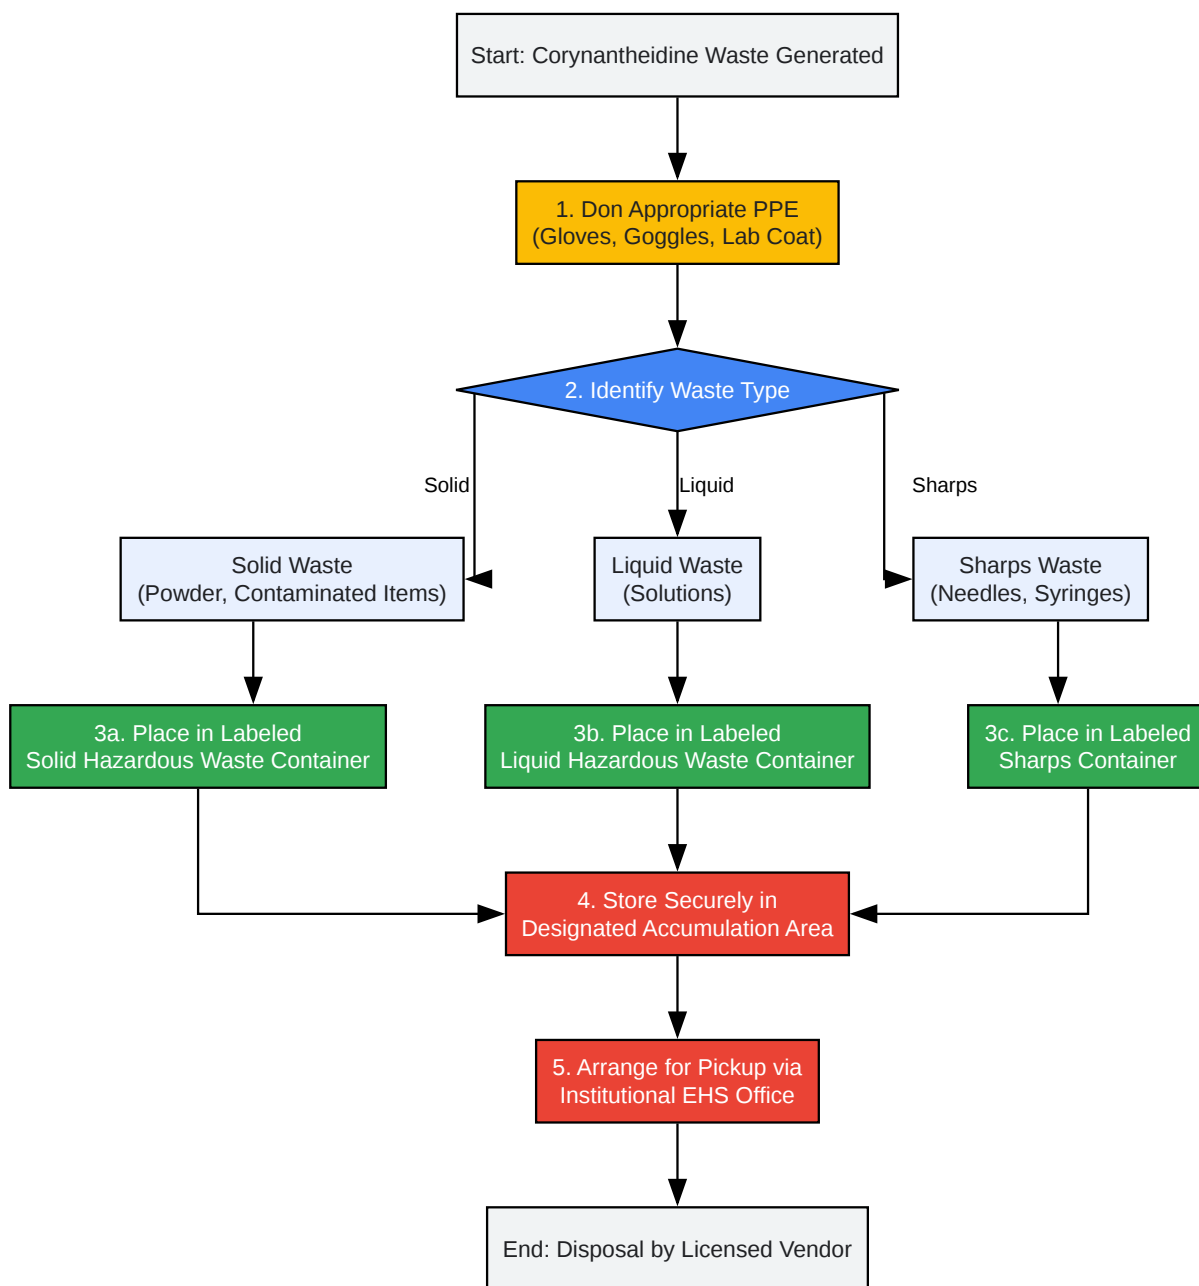 Start: Corynantheidine Waste Generated
1. Don Appropriate PPE
(Gloves, Goggles, Lab Coat)
2. Identify Waste Type
Solid
Liquid
Sharps
Solid Waste
(Powder, Contaminated Items)
Liquid Waste
(Solutions)
Sharps Waste
(Needles, Syringes)
3a. Place in Labeled
Solid Hazardous Waste Container
3b. Place in Labeled
Liquid Hazardous Waste Container
3c. Place in Labeled
Sharps Container
4. Store Securely in
Designated Accumulation Area
5. Arrange for Pickup via
Institutional EHS Office
End: Disposal by Licensed Vendor